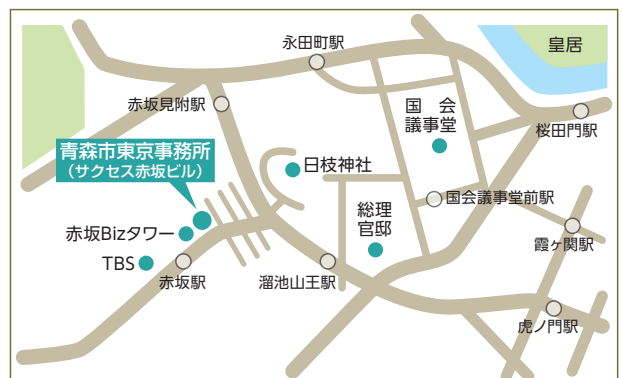 皇居
永田町駅
赤坂見附駅
国　会
議事堂
桜田門駅
青森市東京事務所
（サクセス赤坂ビル）
日枝神社
国会議事堂前駅
総理
官邸
赤坂Bizタワー
霞ヶ関駅
TBS
赤坂駅
溜池山王駅
虎ノ門駅